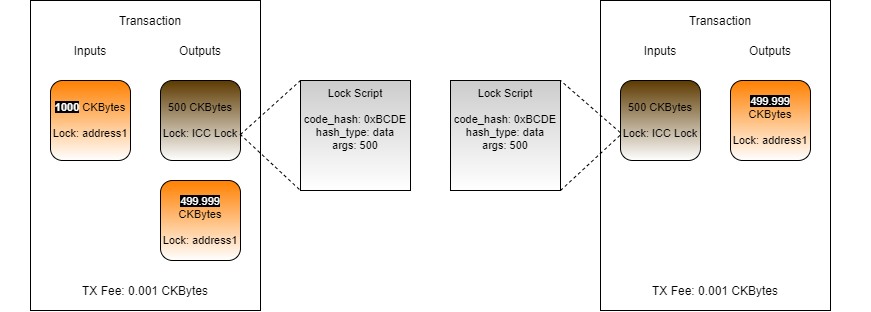 Transaction
Inputs
Outputs
1000 CKBytes
Lock: address1
500 CKBytes
Lock: ICC Lock
499.999
CKBytes
Lock: address1
TX Fee: 0.001 CKBytes
Lock Script
code_hash: 0xBCDE
hash_type: data
args: 500
Lock Script
code_hash: 0xBCDE
hash_type: data
args: 500
Transaction
Inputs
Outputs
500 CKBytes
Lock: ICC Lock
499.999
CKBytes
Lock: address1
TX Fee: 0.001 CKBytes